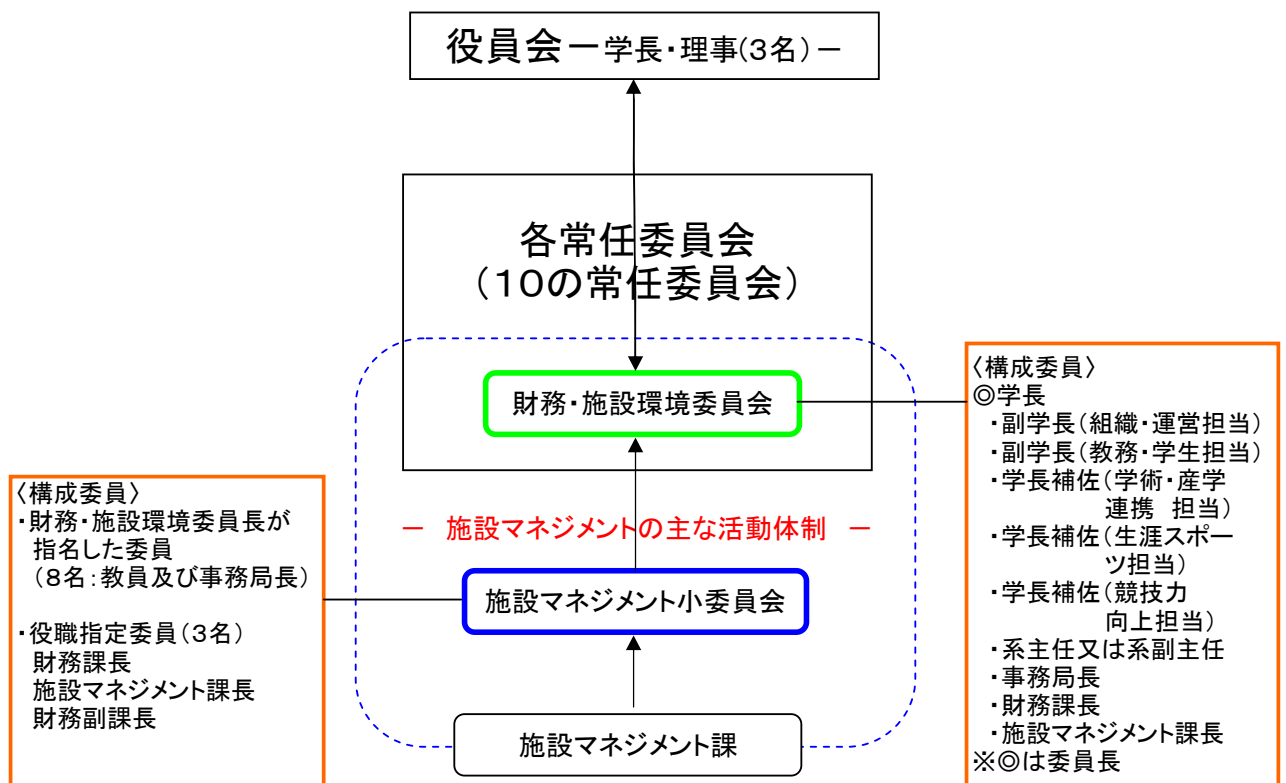 役員会－学長・理事(3名)－
各常任委員会
(10の常任委員会)
財務・施設環境委員会
－ 施設マネジメントの主な活動体制 －
施設マネジメント小委員会
施設マネジメント課
〈構成委員〉
・財務・施設環境委員長が
指名した委員
(8名:教員及び事務局長)
・役職指定委員(3名)
財務課長
施設マネジメント課長
財務副課長
〈構成委員〉
◎学長
・副学長(組織・運営担当)
・副学長(教務・学生担当)
・学長補佐(学術・産学
連携 担当)
・学長補佐(生涯スポー
ツ担当)
・学長補佐(競技力
向上担当)
・系主任又は系副主任
・事務局長
・財務課長
・施設マネジメント課長
※◎は委員長